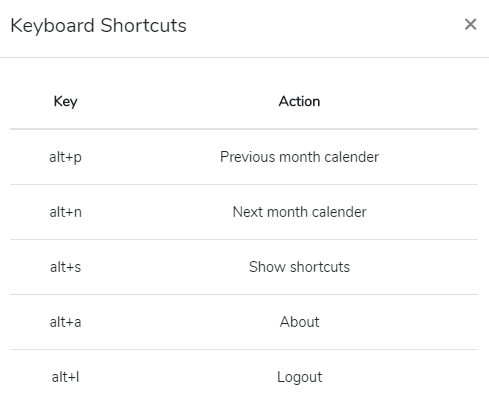 Keyboard Shortcuts ×
Key Action
alt+p Previous month calender
alt+n Next month calender
alt+s Show shortcuts
alt+a About
alt+l Logout